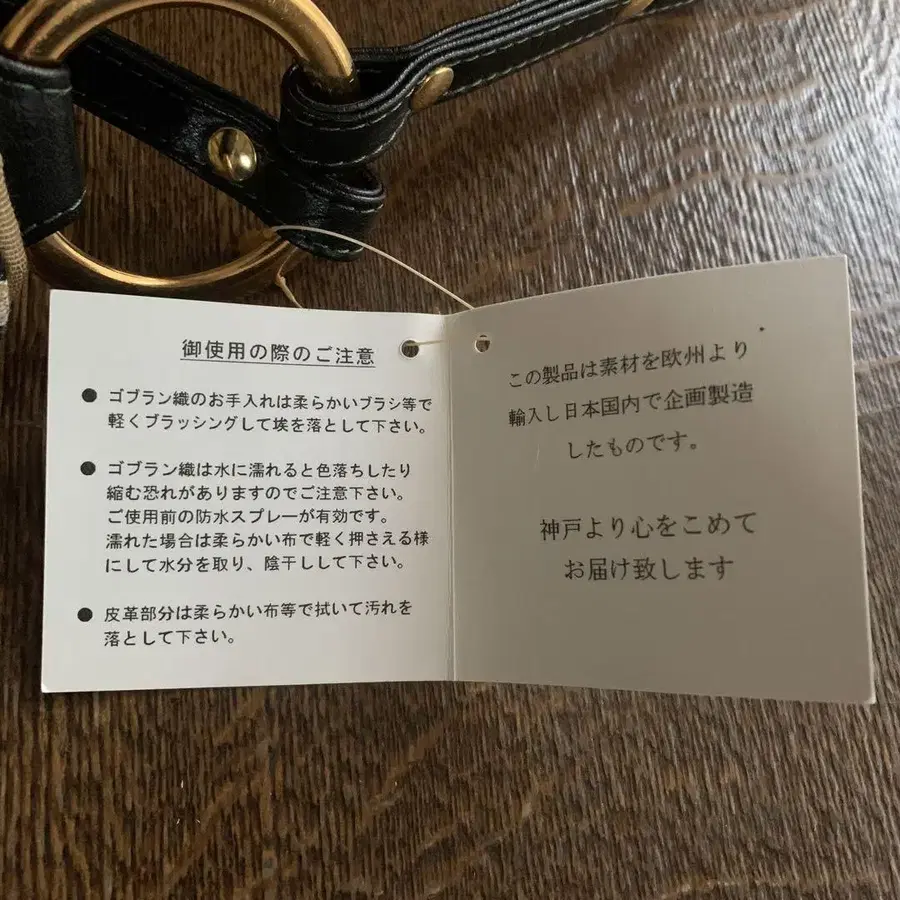 御使用の際のご注意
● ゴブラン織のお手入れは柔らかいブラシ等で
軽くブラッシングして埃を落として下さい。
● ゴブラン織は水に濡れると色落ちしたり
縮む恐れがありますのでご注意下さい。
ご使用前の防水スプレーが有効です。
濡れた場合は柔らかい布で軽く押さえる様
にして水分を取り、陰干しして下さい。
● 皮革部分は柔らかい布等で拭いて汚れを
落として下さい。
この製品は素材を欧州より
輸入し日本国内で企画製造
したものです。
神戸より心をこめて
お届け致します